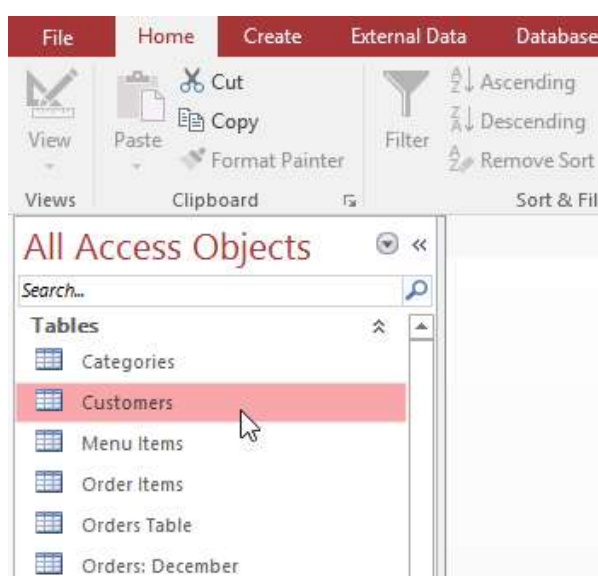 File Home Create External Data Database
Cut
Copy
Format Painter
View
Paste
Filter
Ascending
Descending
Remove Sort
Views Clipboard Sort & Fil
All Access Objects
Search...
Tables
Categories
Customers
Menu Items
Order Items
Orders Table
Orders: December